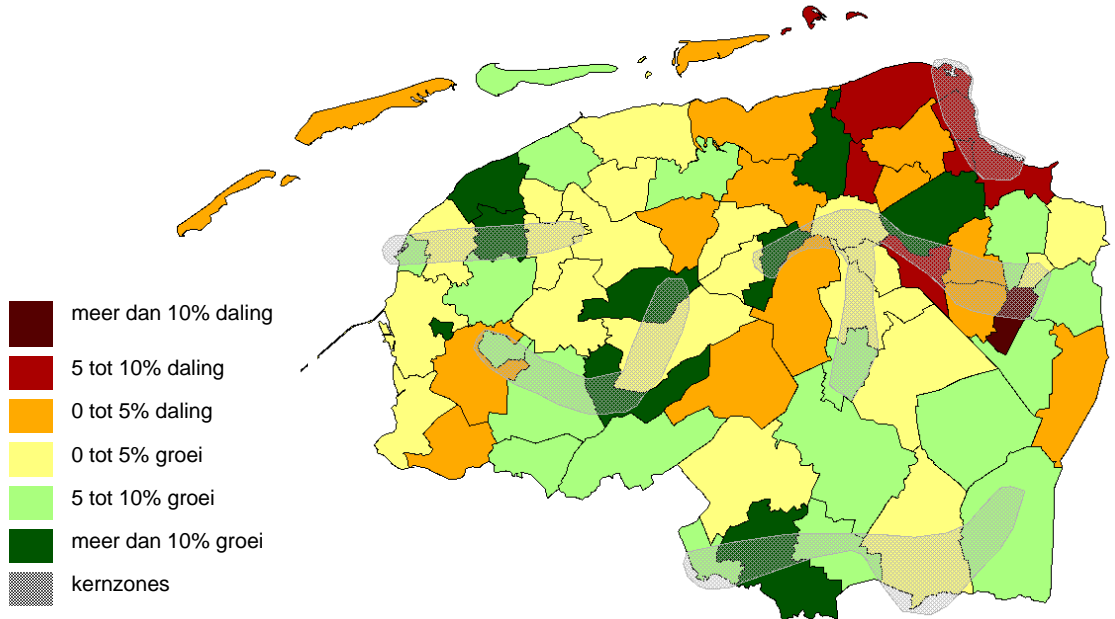 meer dan 10% daling
5 tot 10% daling
0 tot 5% daling
0 tot 5% groei
5 tot 10% groei
meer dan 10% groei
kernzones